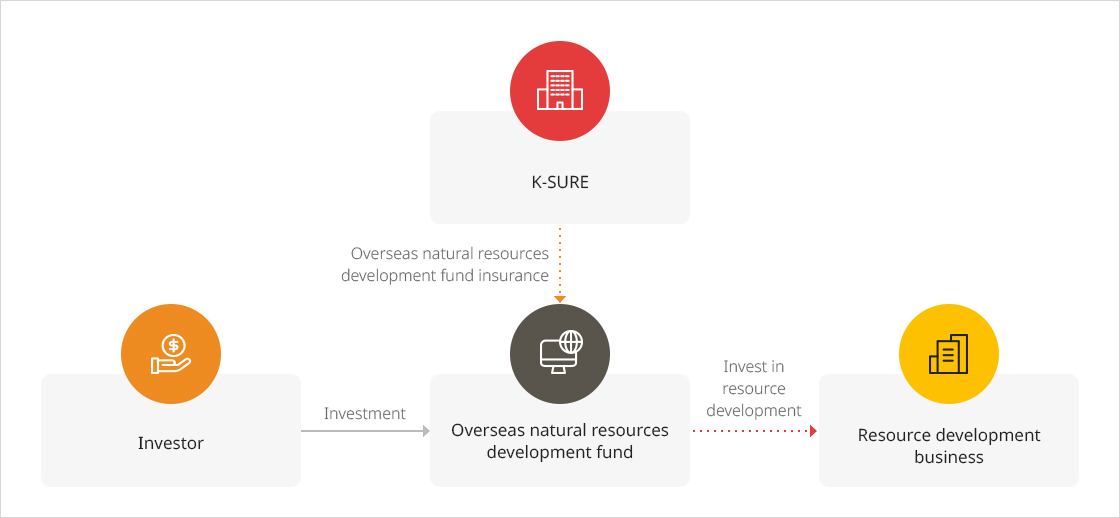 K-SURE
Overseas natural resources
development fund insurance
Investor
Investment
Overseas natural resources
development fund
Invest in
resource
development
Resource development
business